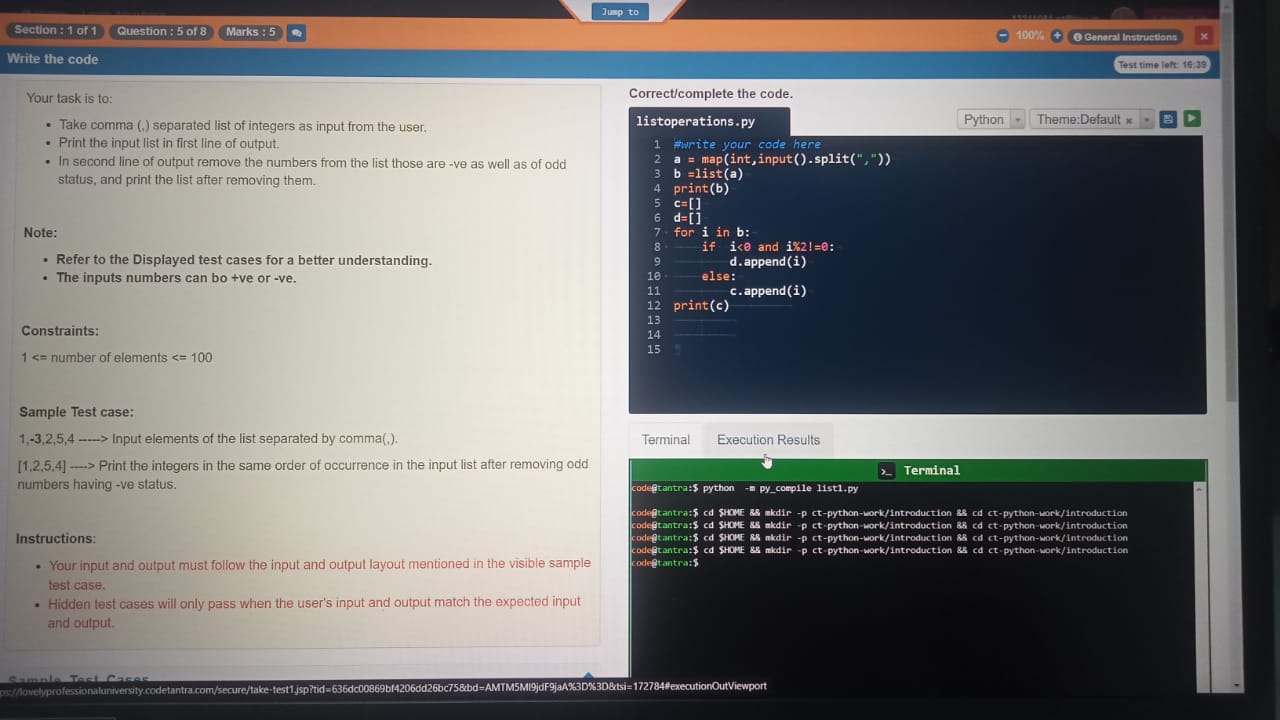 Jump to
Section : 1 of 1
Question : 5 of 8
Marks : 5
100%
General Instructions
Write the code
Test time left: 16:39
Your task is to:
• Take comma (,) separated list of integers as input from the user.
• Print the input list in first line of output.
• In second line of output remove the numbers from the list those are -ve as well as of odd
status, and print the list after removing them.
Note:
• Refer to the Displayed test cases for a better understanding.
• The inputs numbers can bo +ve or -ve.
Constraints:
1 <= number of elements <= 100
Sample Test case:
1,-3,2,5,4 -----> Input elements of the list separated by comma(,).
[1,2,5,4] ----> Print the integers in the same order of occurrence in the input list after removing odd
numbers having -ve status.
Instructions:
• Your input and output must follow the input and output layout mentioned in the visible sample
test case.
• Hidden test cases will only pass when the user's input and output match the expected input
and output.
Sample Test Cases
Correct/complete the code.
listoperations.py
Python
Theme:Default
1 #write your code here
2 a = map(int,input().split(","))
3 b =list(a)
4 print(b)
5 c=[]
6 d=[]
7 for i in b:
8 if i<0 and i%2!=0:
9 d.append(i)
10 else:
11 c.append(i)
12 print(c)
13
14
15
Terminal
Execution Results
Terminal
code@tantra:$ python -m py_compile list1.py
code@tantra:$ cd $HOME && mkdir -p ct-python-work/introduction && cd ct-python-work/introduction
code@tantra:$ cd $HOME && mkdir -p ct-python-work/introduction && cd ct-python-work/introduction
code@tantra:$ cd $HOME && mkdir -p ct-python-work/introduction && cd ct-python-work/introduction
code@tantra:$ cd $HOME && mkdir -p ct-python-work/introduction && cd ct-python-work/introduction
code@tantra:$
ps://lovelyprofessionaluniversity.codetantra.com/secure/take-test1.jsp?tid=636dc00869bf4206dd26bc75&bd=AMTM5MI9jdF9jaA%3D%3D&tsi=172784#executionOutViewport